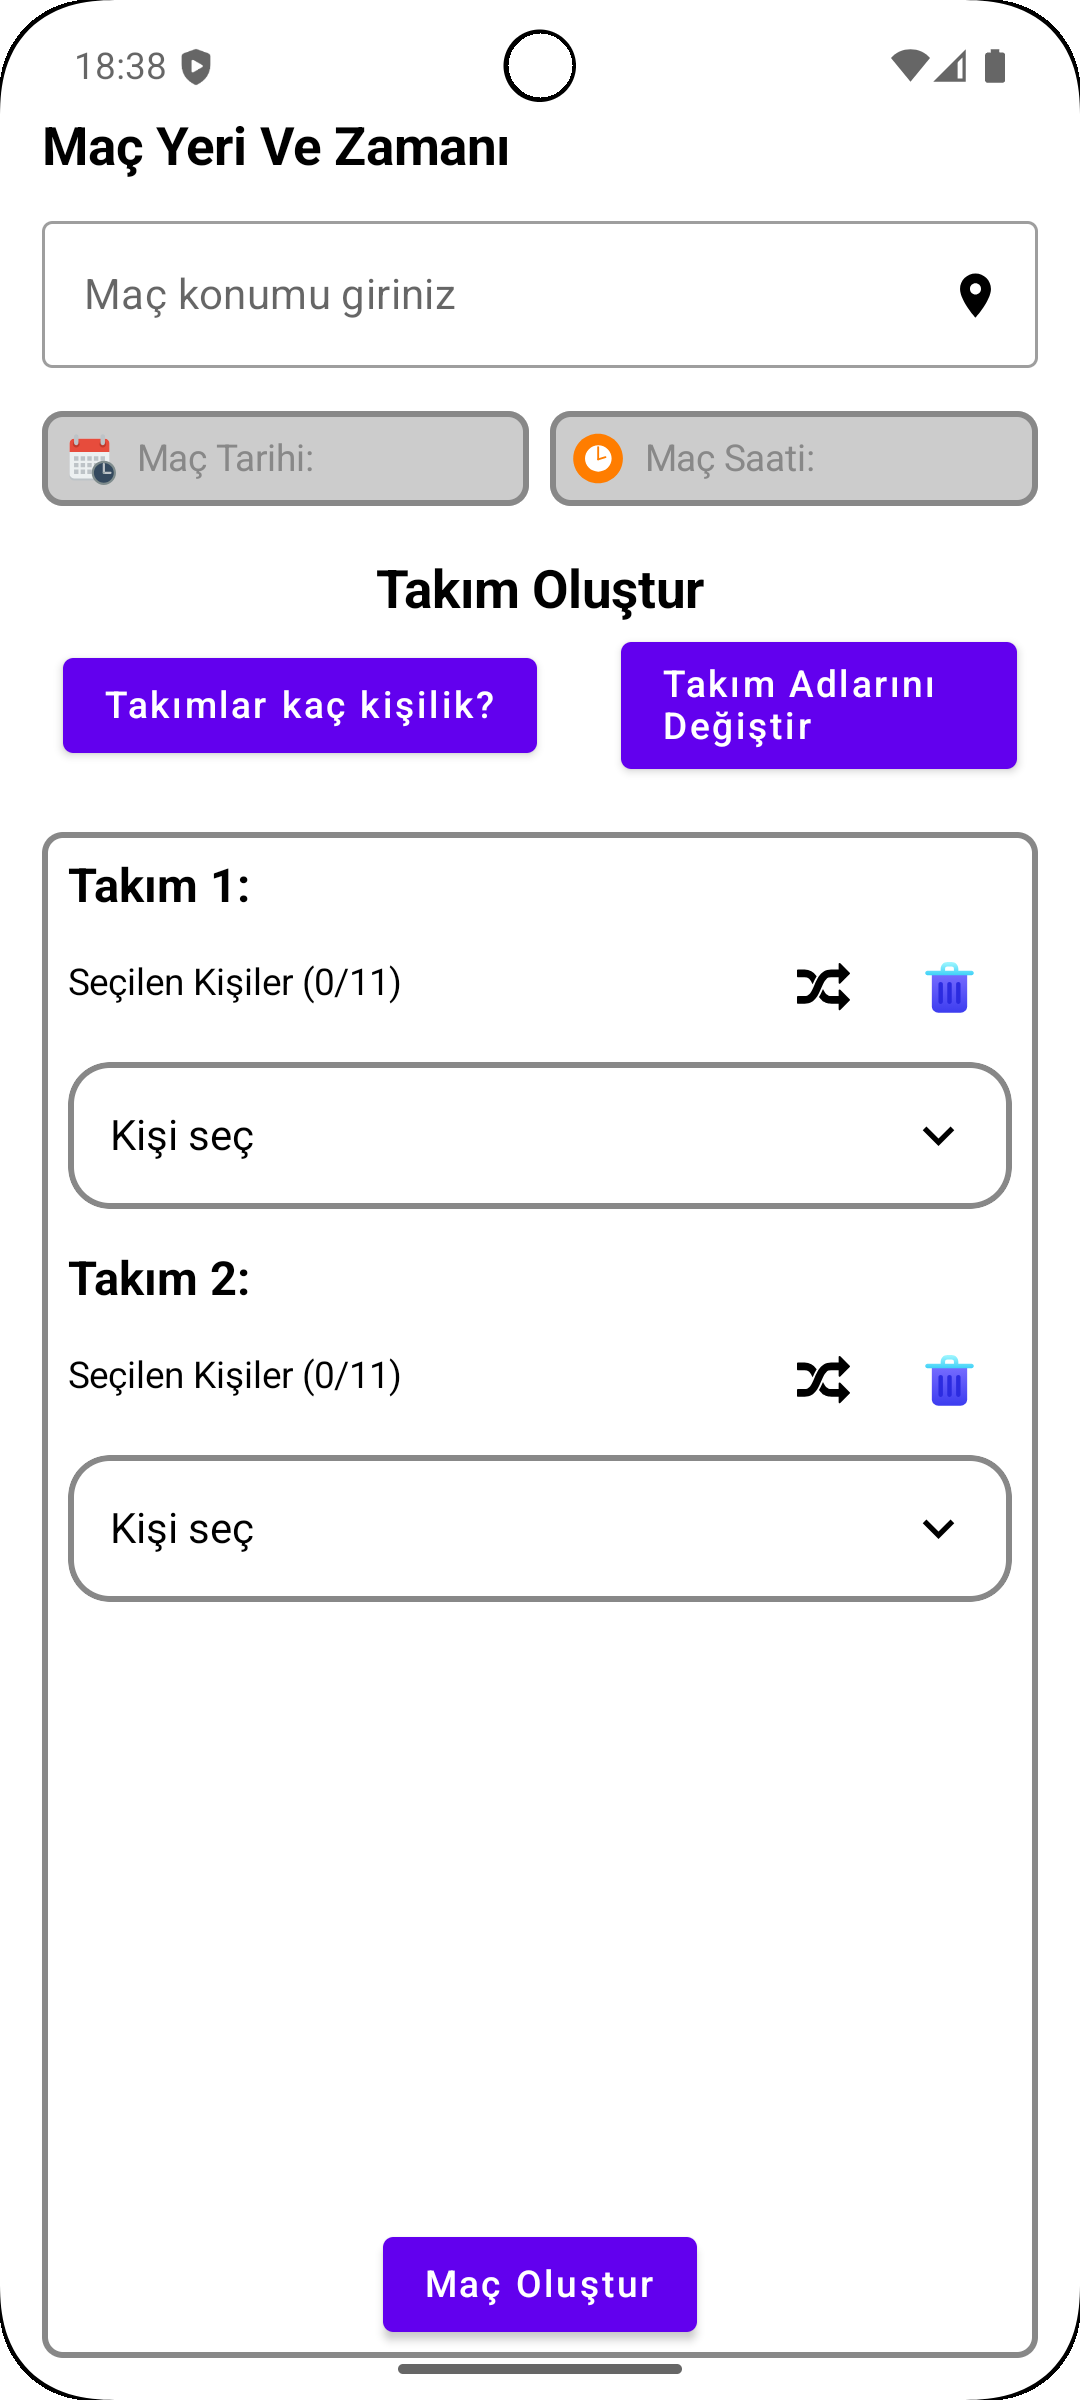 18:38
Maç Yeri Ve Zamanı
Maç konumu giriniz
Maç Tarihi:
Maç Saati:
Takım Oluştur
Takımlar kaç kişilik?
Takım Adlarını
Değiştir
Takım 1:
Seçilen Kişiler (0/11)
Kişi seç
Takım 2:
Seçilen Kişiler (0/11)
Kişi seç
Maç Oluştur